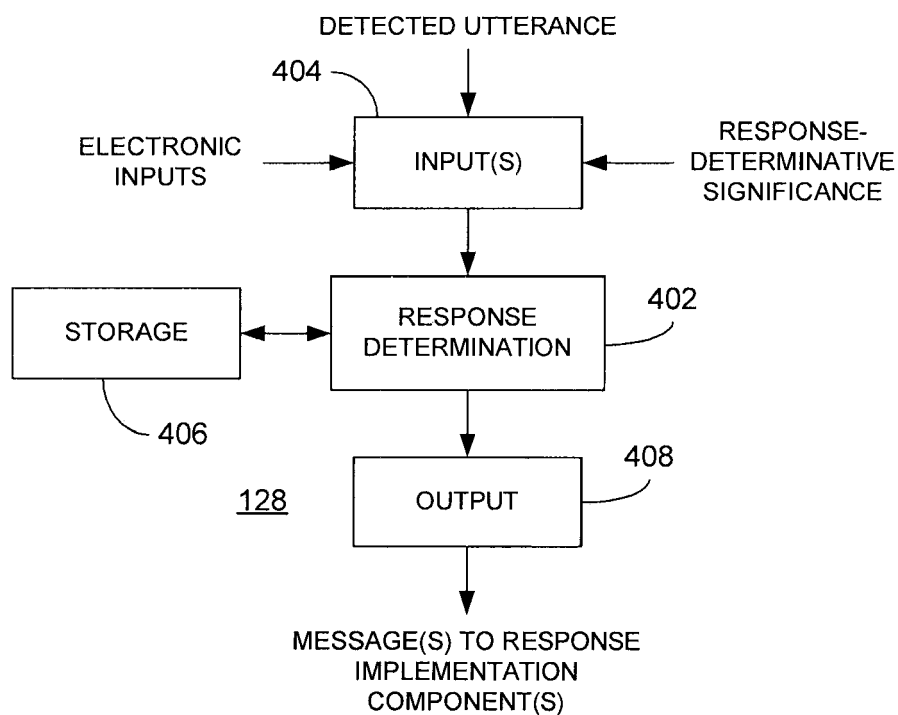 DETECTED UTTERANCE
404
ELECTRONIC
INPUTS
INPUT(S)
RESPONSE-
DETERMINATIVE
SIGNIFICANCE
STORAGE
RESPONSE
DETERMINATION
402
406
128
OUTPUT
408
MESSAGE(S) TO RESPONSE
IMPLEMENTATION
COMPONENT(S)